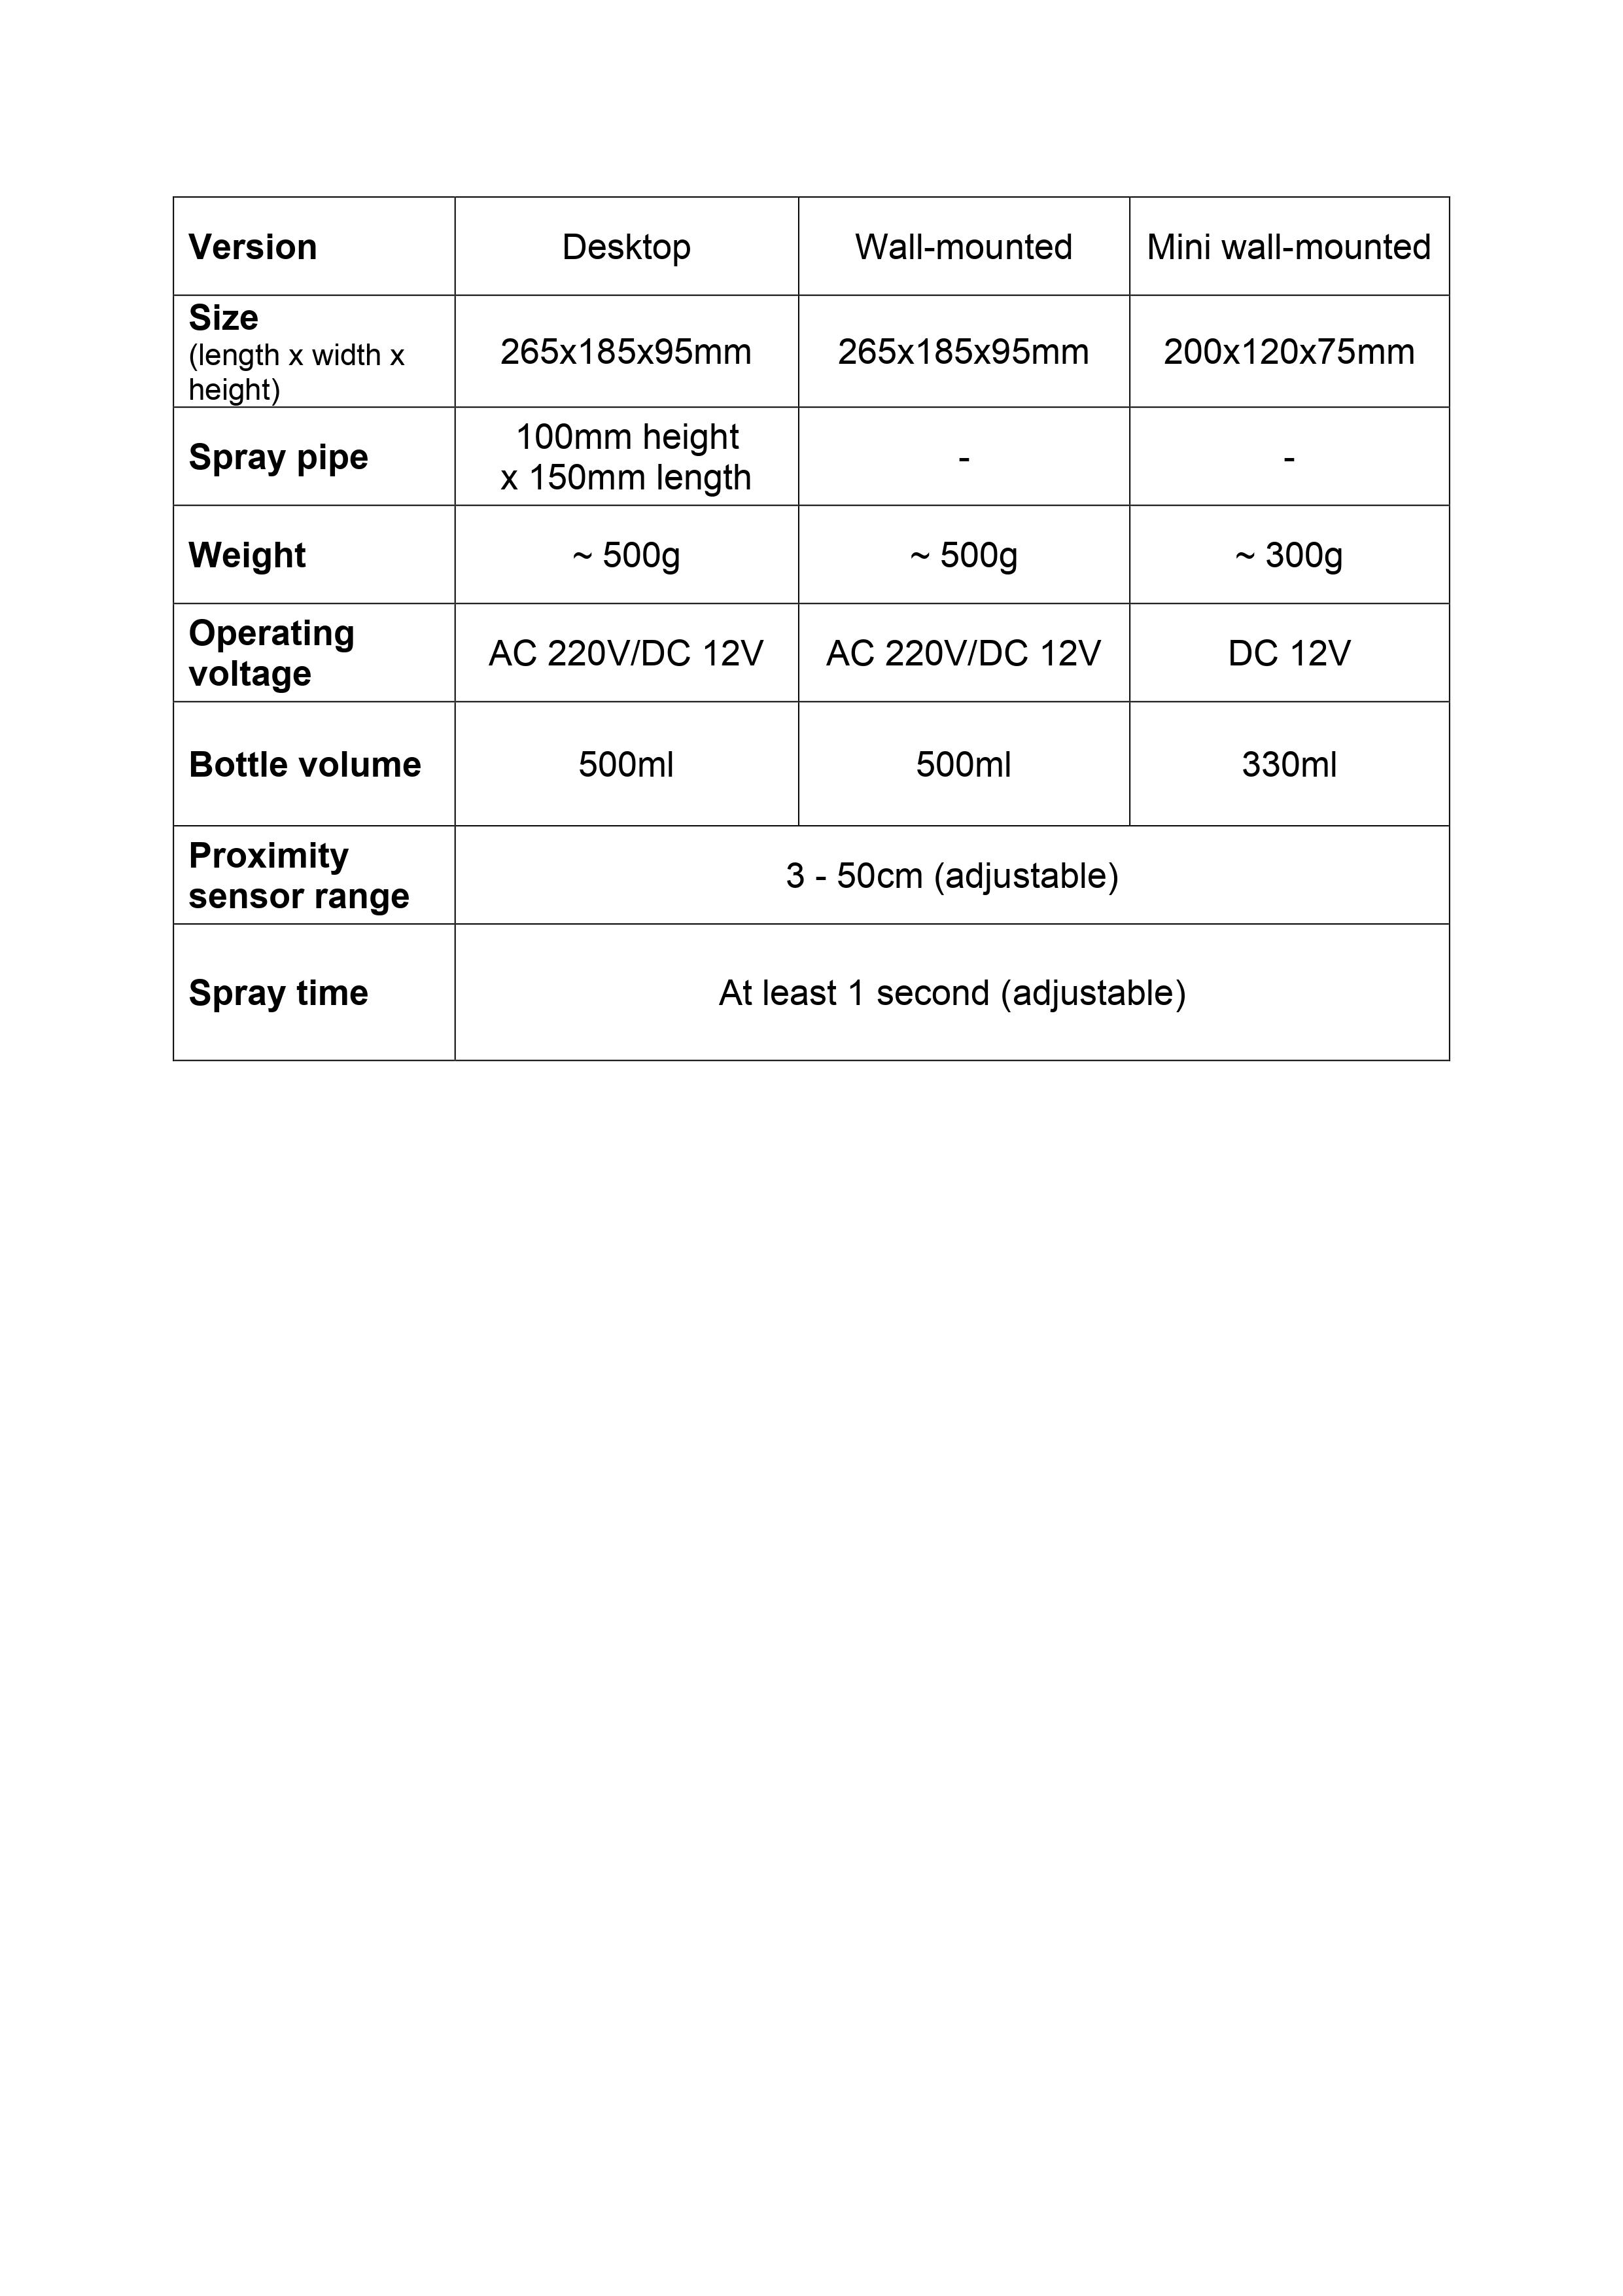 Version Desktop Wall-mounted Mini wall-mounted
Size
(length x width x
height)
265x185x95mm 265x185x95mm 200x120x75mm
Spray pipe
100mm height
x 150mm length
- -
Weight ~ 500g ~ 500g ~ 300g
Operating
voltage
AC 220V/DC 12V AC 220V/DC 12V DC 12V
Bottle volume 500ml 500ml 330ml
Proximity
sensor range
3 - 50cm (adjustable)
Spray time At least 1 second (adjustable)